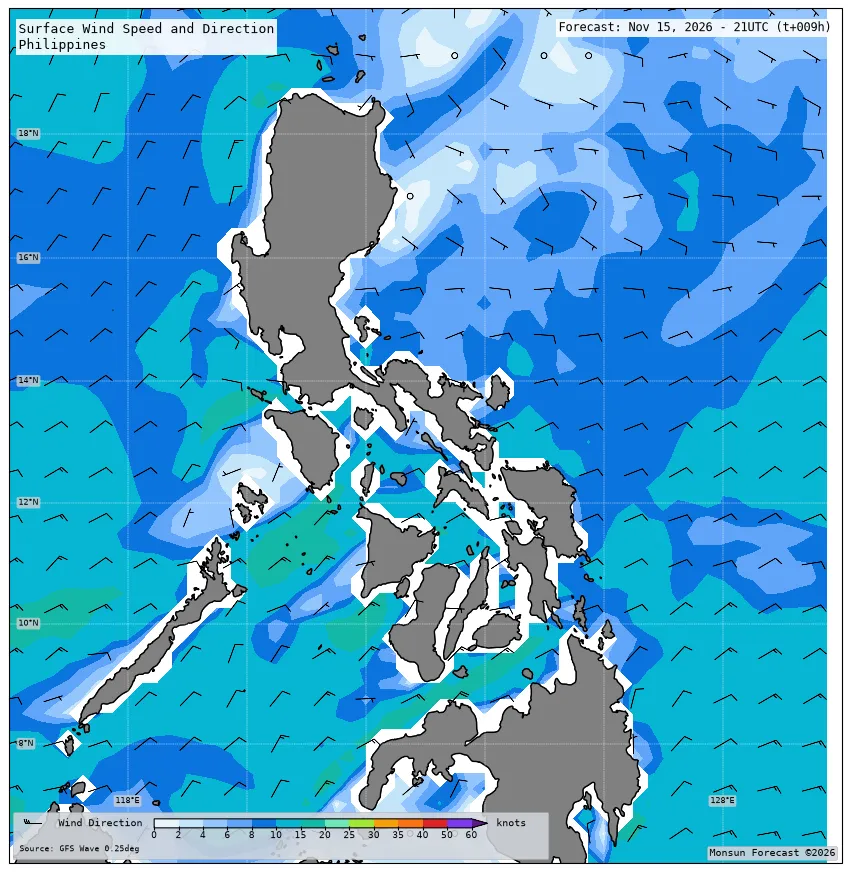 Surface Wind Speed and Direction
Philippines
Forecast: Nov 15, 2026 - 21UTC (t+009h)
18°N
16°N
14°N
12°N
10°N
8°N
118°E
128°E
Wind Direction
0 2 4 6 8 10 15 20 25 30 35 40 50 60
knots
Source: GFS Wave 0.25deg
Monsun Forecast ©2026